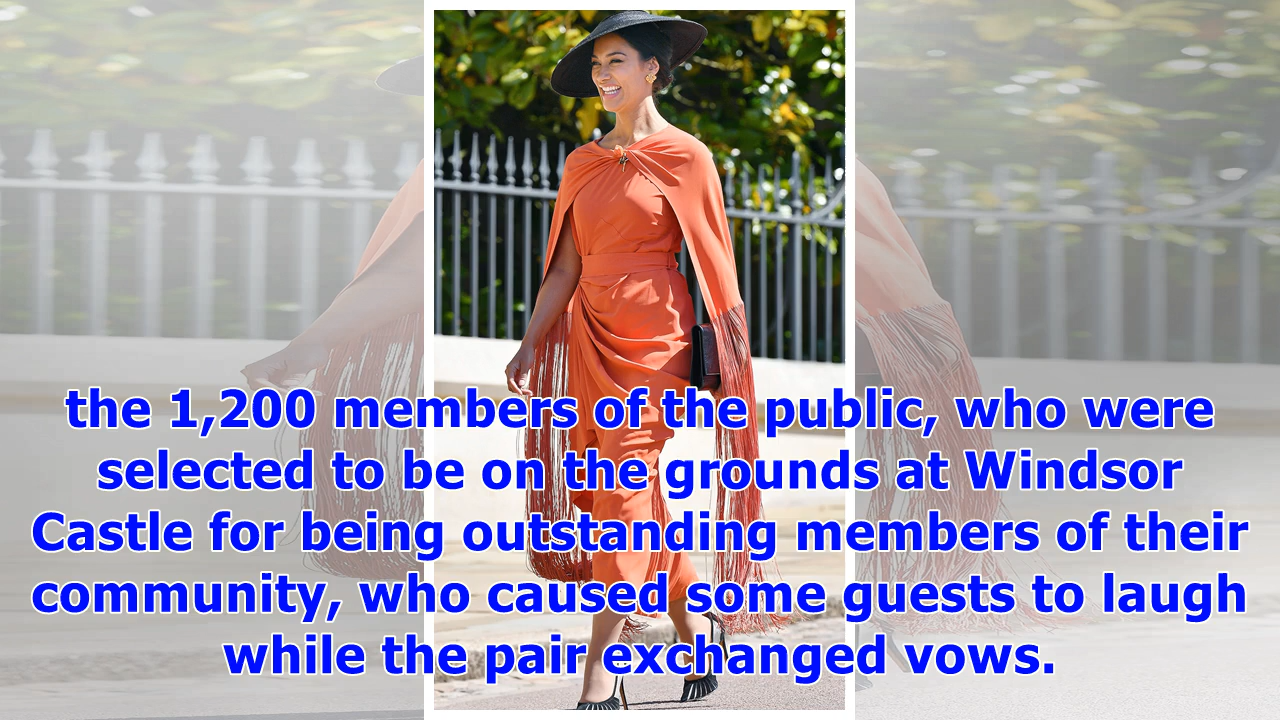 the 1,200 members of the public, who were
selected to be on the grounds at Windsor
Castle for being outstanding members of their
community, who caused some guests to laugh
while the pair exchanged vows.